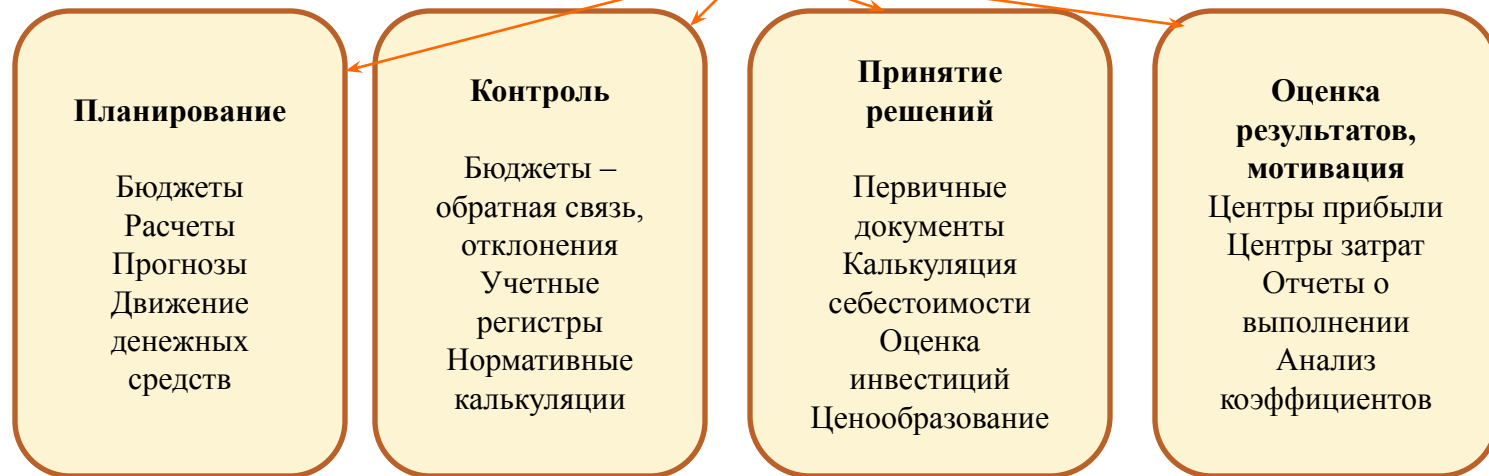 Планирование
Бюджеты
Расчеты
Прогнозы
Движение
денежных
средств
Контроль
Бюджеты –
обратная связь,
отклонения
Учетные
регистры
Нормативные
калькуляции
Принятие
решений
Первичные
документы
Калькуляция
себестоимости
Оценка
инвестиций
Ценообразование
Оценка
результатов,
мотивация
Центры прибыли
Центры затрат
Отчеты о
выполнении
Анализ
коэффициентов